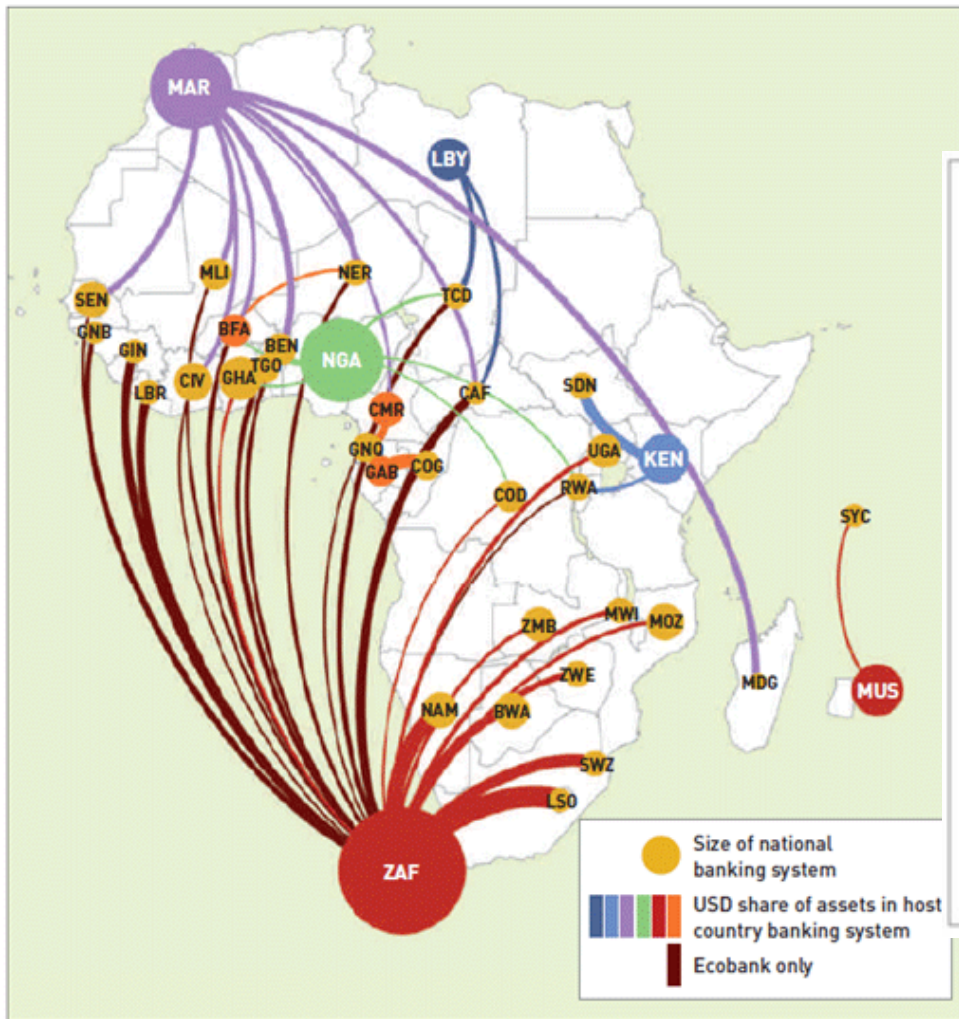 MAR
LBY
MLI
NER
SEN
TCD
GNB
BFA
BEN
GIN
TGO
NGA
CIV
GHA
LBR
SDN
CAF
CMR
GNQ
UGA
KEN
GAB
COG
RWA
COD
SYC
ZMB
MWI
MOZ
ZWE
MDG
MUS
NAM
BWA
SWZ
LSO
ZAF
Size of national
banking system
USD share of assets in host
country banking system
Ecobank only